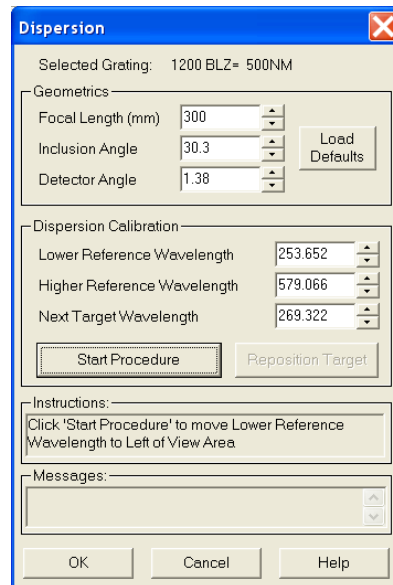 Dispersion
Selected Grating: 1200 BLZ= 500NM
Geometrics
Focal Length (mm) 300
Inclusion Angle 30.3
Detector Angle 1.38
Load
Defaults
Dispersion Calibration
Lower Reference Wavelength 253.652
Higher Reference Wavelength 579.066
Next Target Wavelength 269.322
Start Procedure Reposition Target
Instructions:
Click 'Start Procedure' to move Lower Reference
Wavelength to Left of View Area
Messages:
OK Cancel Help